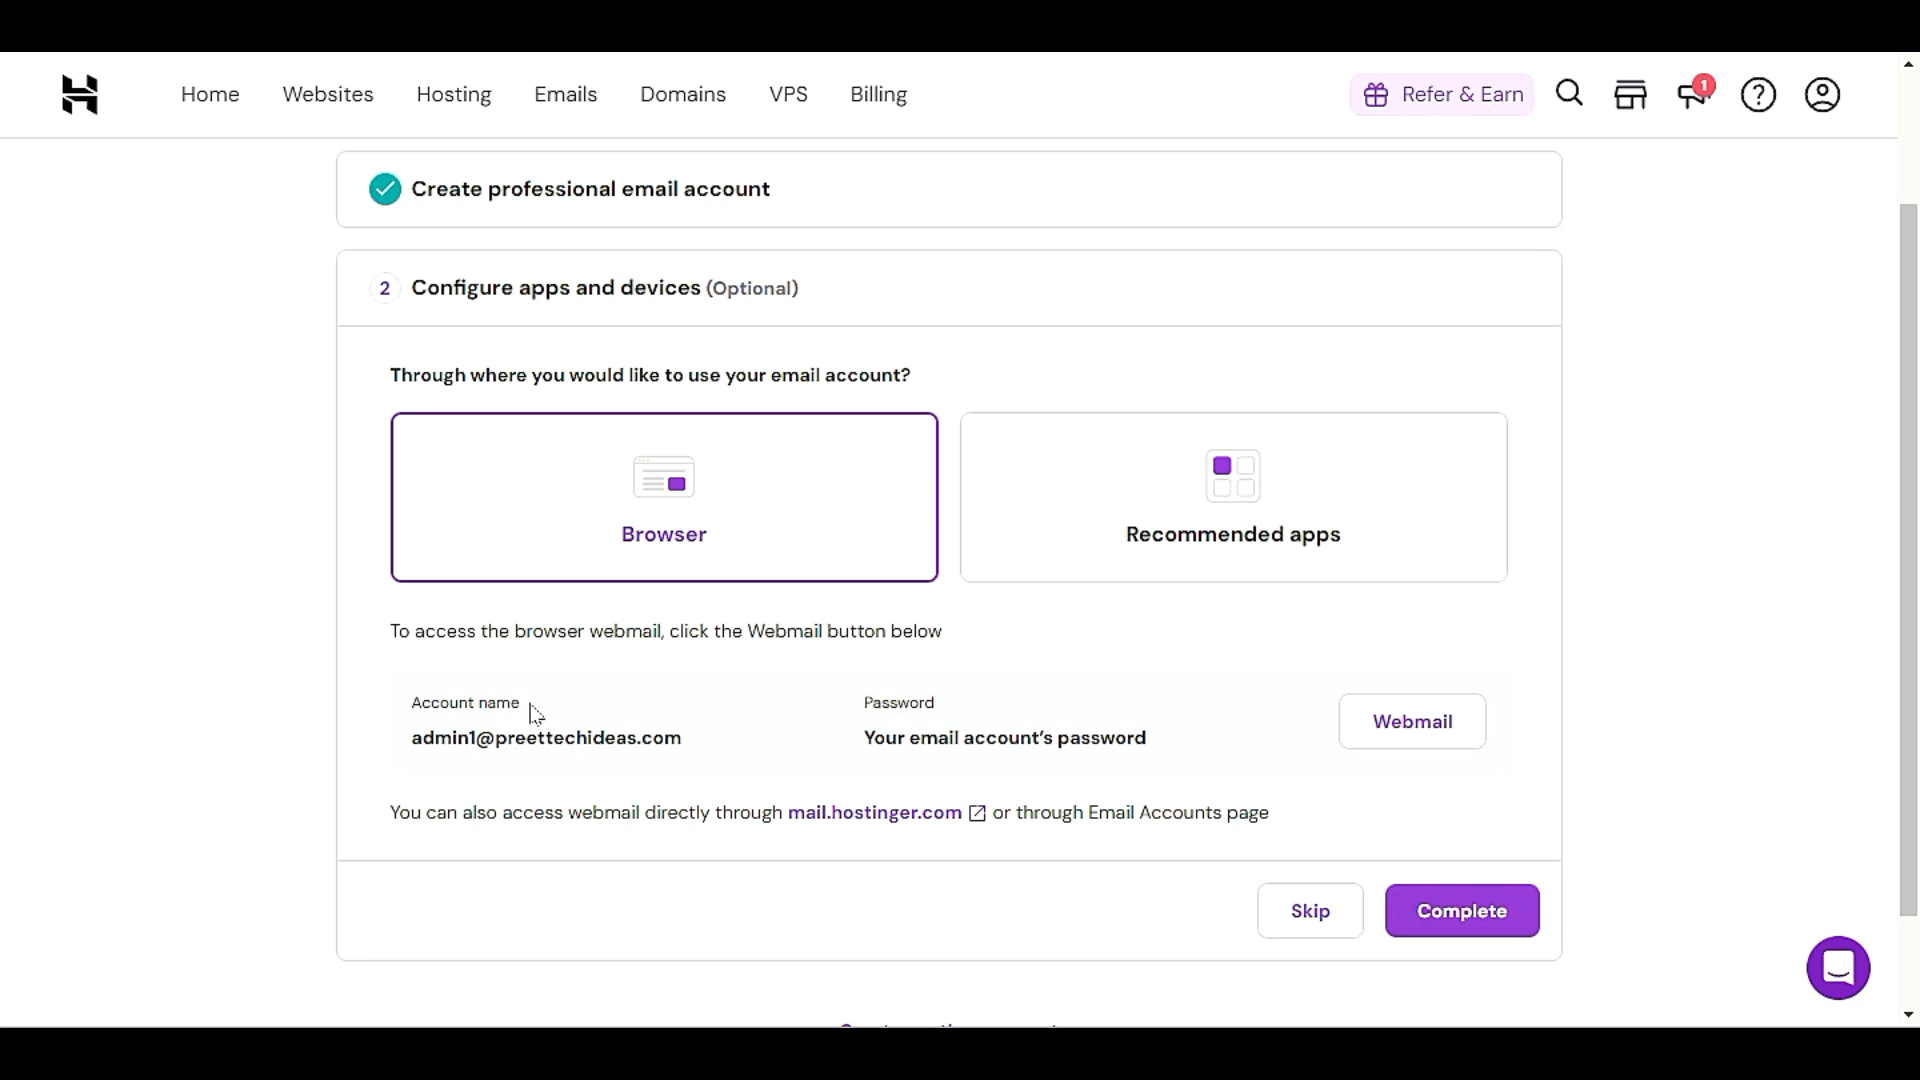 Home Websites Hosting Emails Domains VPS Billing Refer & Earn 1
Create professional email account
2 Configure apps and devices (Optional)
Through where you would like to use your email account?
Browser
Recommended apps
To access the browser webmail, click the Webmail button below
Account name Password
admin1@preettechideas.com Your email account's password Webmail
You can also access webmail directly through mail.hostinger.com or through Email Accounts page
Skip Complete